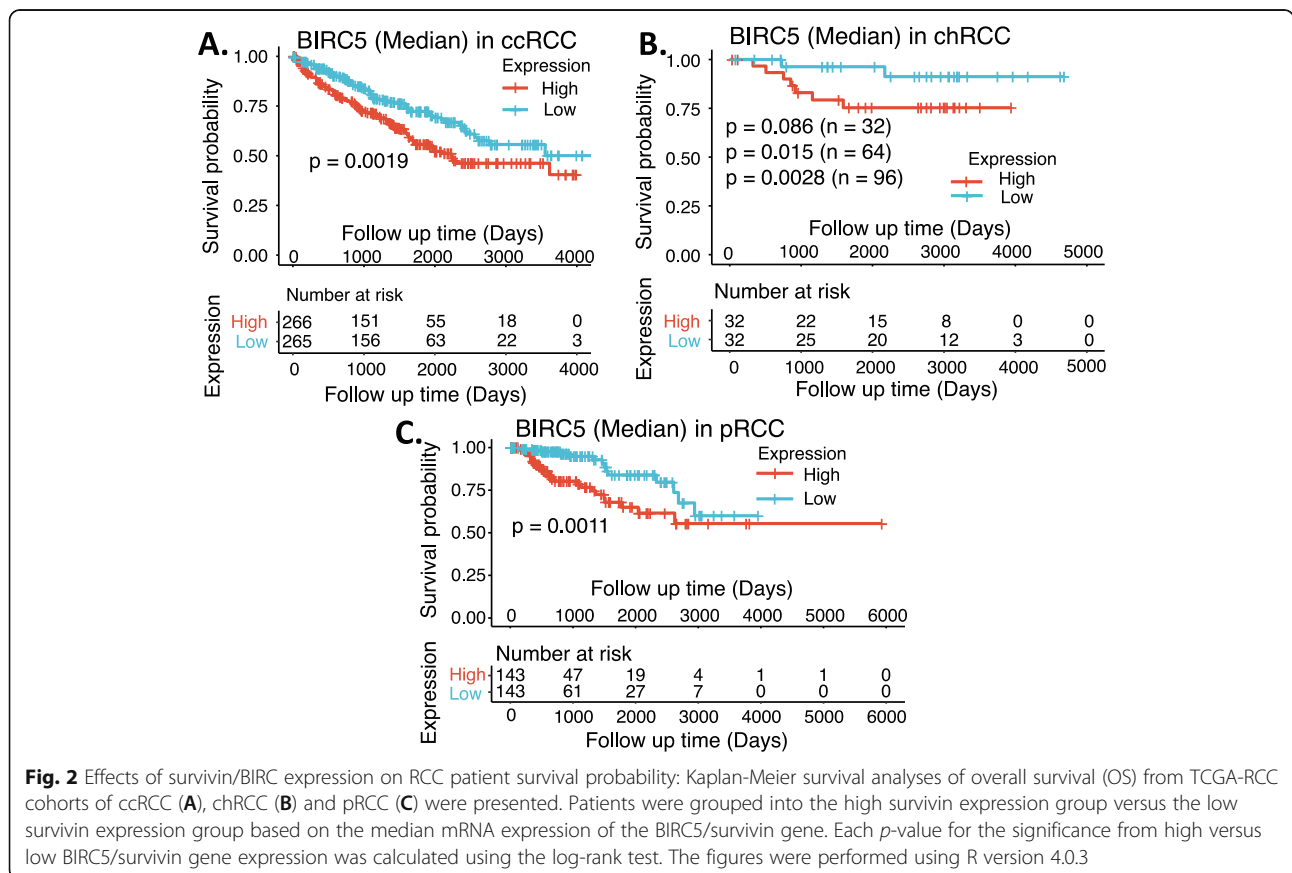 A.
BIRC5 (Median) in ccRCC
Survival probability
1.00
0.75
0.50
0.25
0.00
Expression
High
Low
p = 0.0019
Follow up time (Days)
0 1000 2000 3000 4000
Expression
Number at risk
High 266 151 55 18 0
Low 265 156 63 22 3
0 1000 2000 3000 4000
Follow up time (Days)
B.
BIRC5 (Median) in chRCC
Survival probability
1.00
0.75
0.50
0.25
0.00
p = 0.086 (n = 32)
p = 0.015 (n = 64)
p = 0.0028 (n = 96)
Expression
High
Low
Follow up time (Days)
0 1000 2000 3000 4000 5000
Expression
Number at risk
High 32 22 15 8 0 0
Low 32 25 20 12 3 0
0 1000 2000 3000 4000 5000
Follow up time (Days)
C.
BIRC5 (Median) in pRCC
Survival probability
1.00
0.75
0.50
0.25
0.00
Expression
High
Low
p = 0.0011
Follow up time (Days)
0 1000 2000 3000 4000 5000 6000
Expression
Number at risk
High 143 47 19 4 1 1 0
Low 143 61 27 7 0 0 0
0 1000 2000 3000 4000 5000 6000
Follow up time (Days)
Fig. 2 Effects of survivin/BIRC expression on RCC patient survival probability: Kaplan-Meier survival analyses of overall survival (OS) from TCGA-RCC
cohorts of ccRCC (A), chRCC (B) and pRCC (C) were presented. Patients were grouped into the high survivin expression group versus the low
survivin expression group based on the median mRNA expression of the BIRC5/survivin gene. Each p-value for the significance from high versus
low BIRC5/survivin gene expression was calculated using the log-rank test. The figures were performed using R version 4.0.3